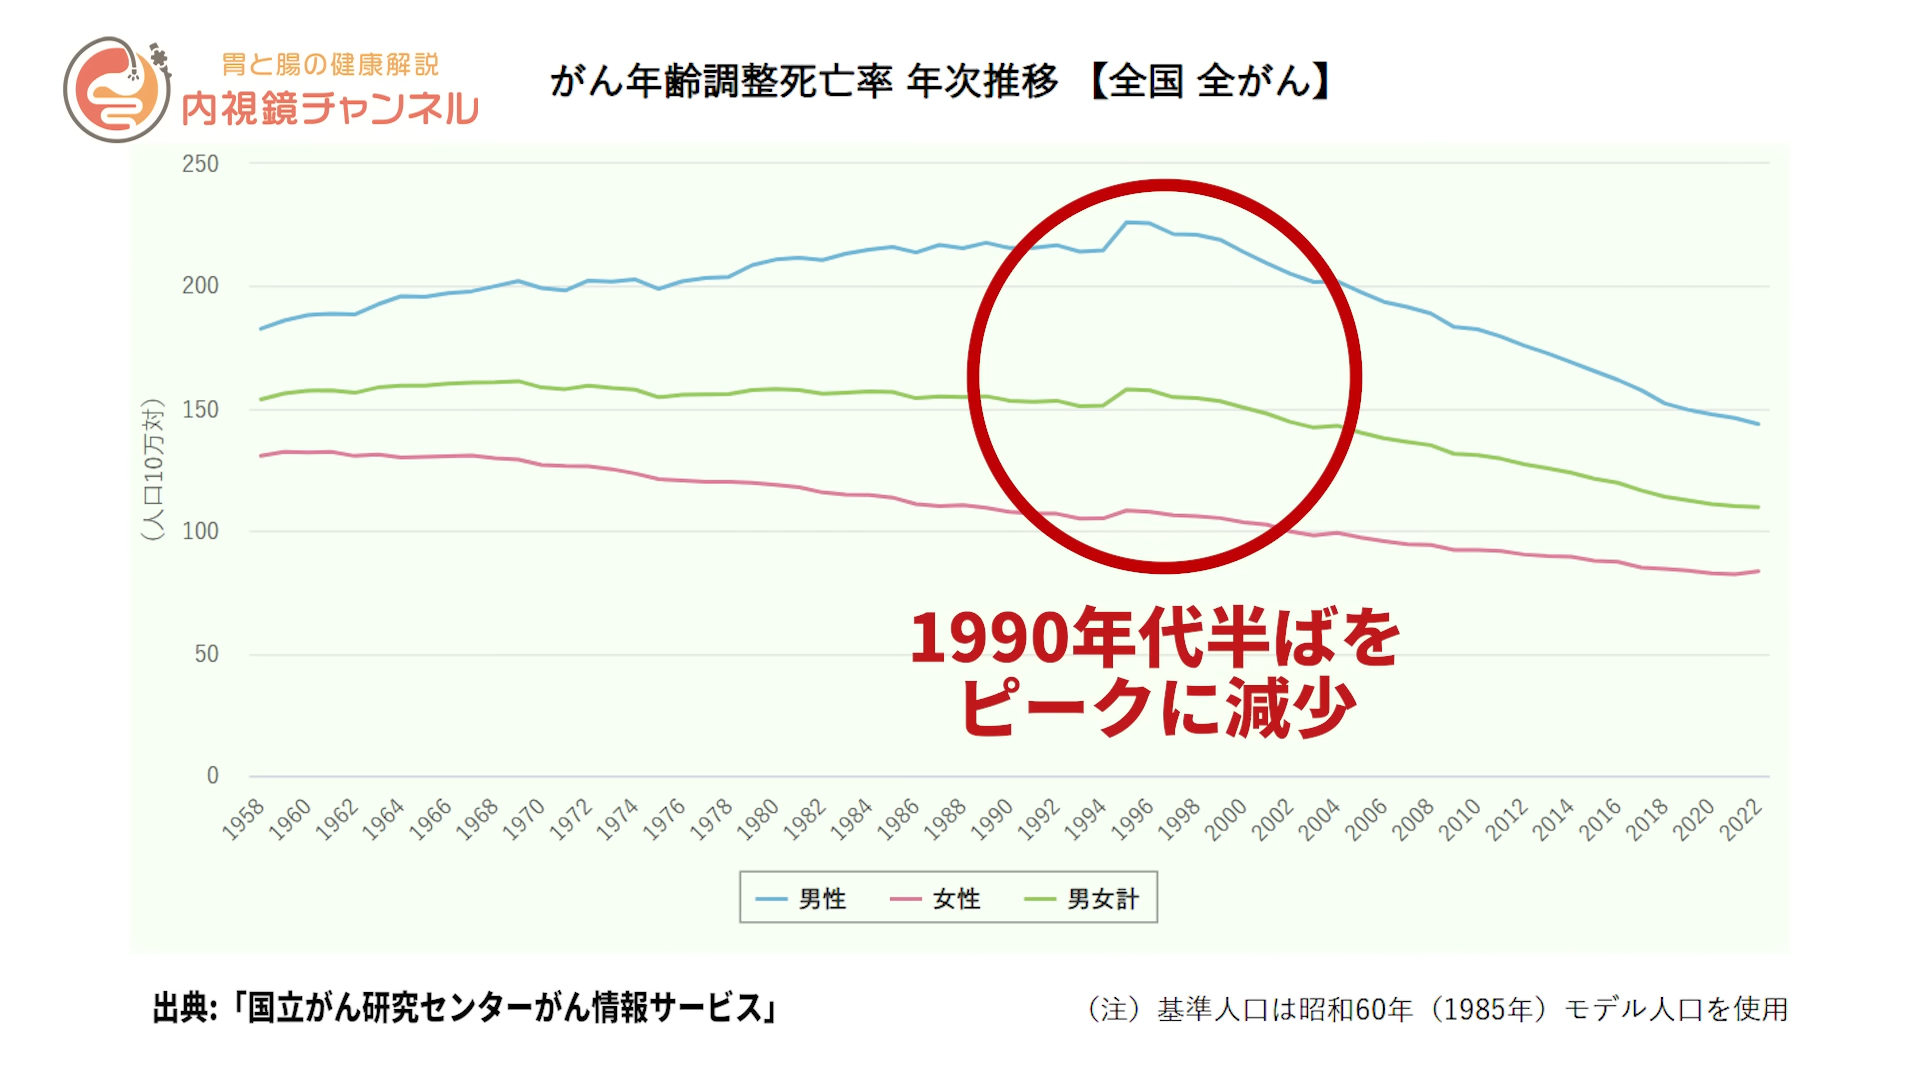 胃と腸の健康解説
内視鏡チャンネル
がん年齢調整死亡率 年次推移 【全国 全がん】
250
200
150
100
50
0
（人口10万対）
1990年代半ばを
ピークに減少
1958 1960 1962 1964 1966 1968 1970 1972 1974 1976 1978 1980 1982 1984 1986 1988 1990 1992 1994 1996 1998 2000 2002 2004 2006 2008 2010 2012 2014 2016 2018 2020 2022
男性 女性 男女計
出典:「国立がん研究センターがん情報サービス」
（注）基準人口は昭和60年（1985年）モデル人口を使用